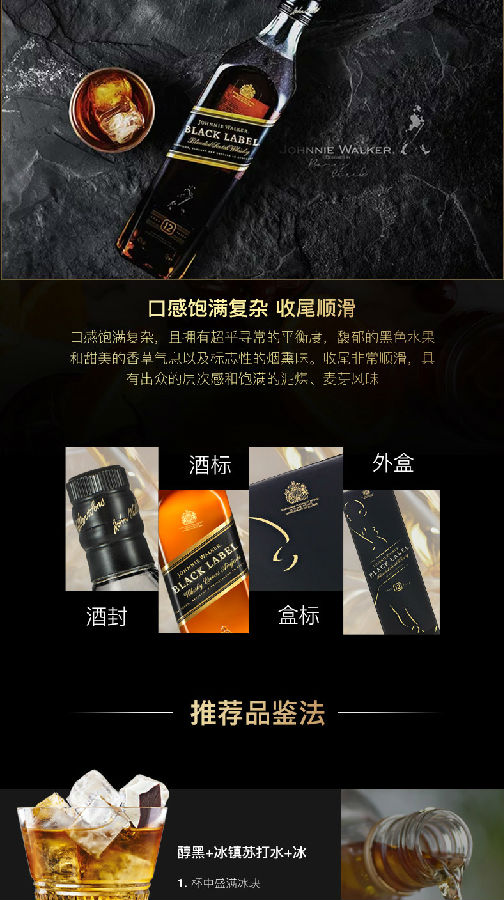 JOHNNIE WALKER.
BLACK LABEL
Blended Scotch Whisky
12
JOHNNIE WALKER.
口感饱满复杂 收尾顺滑
口感饱满复杂，且拥有超乎寻常的平衡度，馥郁的黑色水果
和甜美的香草气息以及标志性的烟熏味。收尾非常顺滑，具
有出众的层次感和饱满的泥煤、麦芽风味
酒标
外盒
JOHNNIE WALKER.
BLACK LABEL
BLACK LABEL
12
酒封
盒标
推荐品鉴法
醇黑+冰镇苏打水+冰
1. 杯中盛满冰块